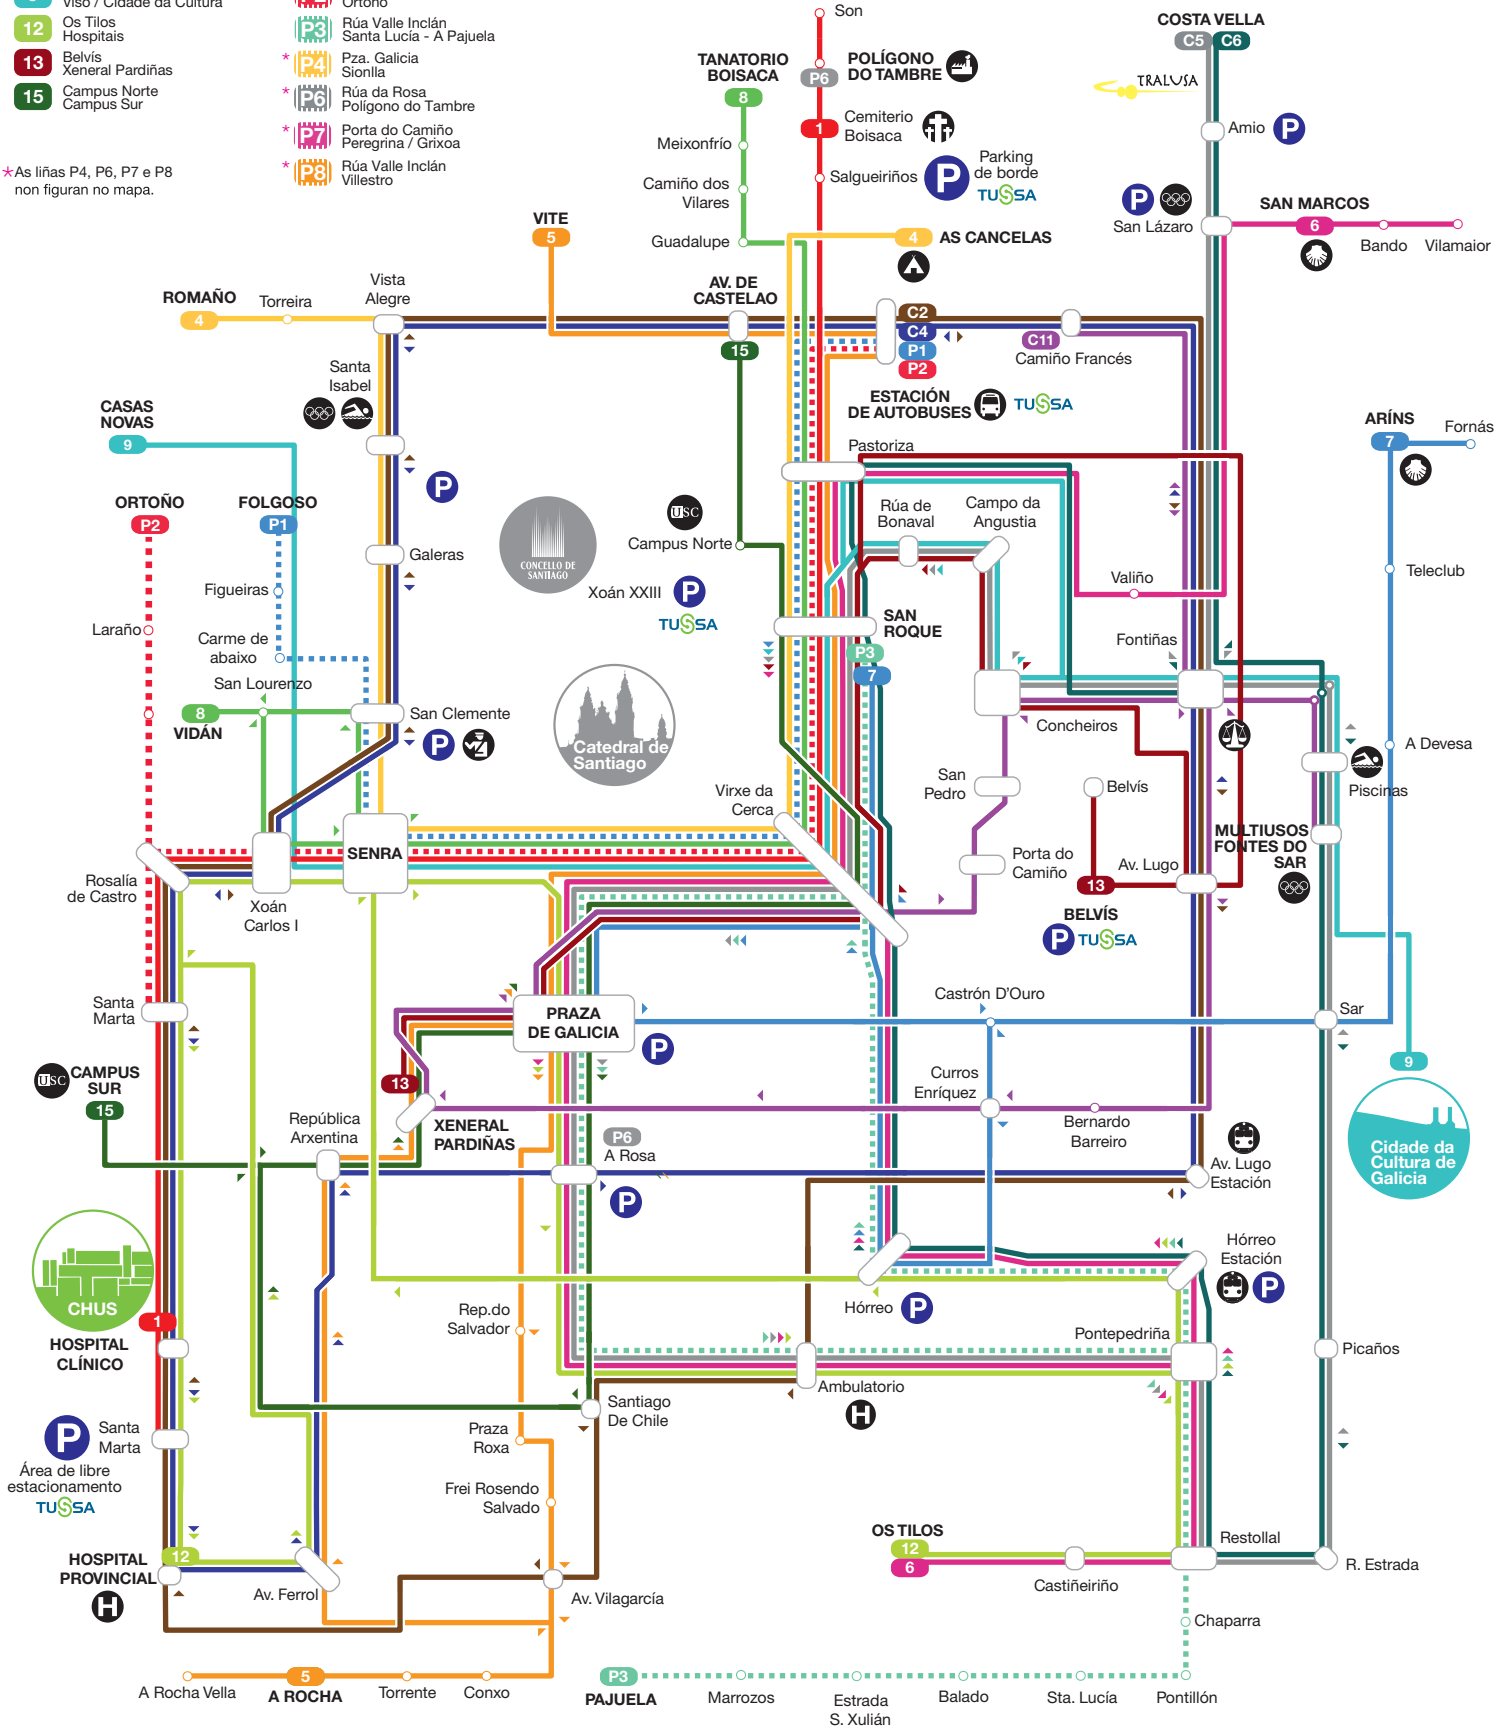 Viso / Cidade da Cultura
12
Os Tilos
Hospitais
13
Belvís
Xeneral Pardiñas
15
Campus Norte
Campus Sur
*As liñas P4, P6, P7 e P8
non figuran no mapa.
Ortoño
P3
Rúa Valle Inclán
Santa Lucía - A Pajuela
* P4
Pza. Galicia
Sionlla
* P6
Rúa da Rosa
Polígono do Tambre
* P7
Porta do Camiño
Peregrina / Grixoa
* P8
Rúa Valle Inclán
Villestro
Son
TANATORIO
BOISACA
8
POLÍGONO
DO TAMBRE
P6
1
Cemiterio
Boisaca
Meixonfrío
Camiño dos
Vilares
Guadalupe
Salgueiriños
P
Parking
de borde
TUSSA
COSTA VELLA
C5
C6
TRALUSA
Amio
P
P
San Lázaro
SAN MARCOS
6
Bando
Vilamaior
VITE
5
4
AS CANCELAS
ROMAÑO
4
Torreira
Vista
Alegre
AV. DE
CASTELAO
15
C2
C4
P1
P2
C11
Camiño Francés
ESTACIÓN
DE AUTOBUSES
TUSSA
Santa
Isabel
CASAS
NOVAS
9
P
ORTOÑO
P2
FOLGOSO
P1
Pastoriza
ARÍNS
7
Fornás
CONCELLO DE
SANTIAGO
USC
Campus Norte
Rúa de
Bonaval
Campo da
Angustia
Galeras
Figueiras
Laraño
Carme de
abaixo
Xoán XXIII
P
TUSSA
SAN
ROQUE
P3
7
Valiño
Teleclub
Fontiñas
San Lourenzo
8
VIDÁN
San Clemente
P
Catedral de
Santiago
Concheiros
A Devesa
San
Pedro
Belvís
Piscinas
Virxe da
Cerca
MULTIUSOS
FONTES DO
SAR
SENRA
Rosalía
de Castro
Xoán
Carlos I
Porta do
Camiño
Av. Lugo
13
BELVÍS
P
TUSSA
Santa
Marta
PRAZA
DE GALICIA
P
Castrón D'Ouro
Sar
9
USC
CAMPUS
SUR
15
13
XENERAL
PARDIÑAS
Curros
Enríquez
Bernardo
Barreiro
República
Arxentina
P6
A Rosa
P
Av. Lugo
Estación
Cidade da
Cultura de
Galicia
CHUS
1
HOSPITAL
CLÍNICO
Rep.do
Salvador
Hórreo
P
Hórreo
Estación
P
Pontepedriña
Picaños
Ambulatorio
H
Santiago
De Chile
P
Santa
Marta
Área de libre
estacionamento
TUSSA
Praza
Roxa
Frei Rosendo
Salvado
OS TILOS
12
6
Castiñeiriño
Restollal
R. Estrada
HOSPITAL
PROVINCIAL
12
H
Av. Ferrol
Av. Vilagarcía
Chaparra
A Rocha Vella
5
A ROCHA
Torrente
Conxo
P3
PAJUELA
Marrozos
Estrada
S. Xulián
Balado
Sta. Lucía
Pontillón